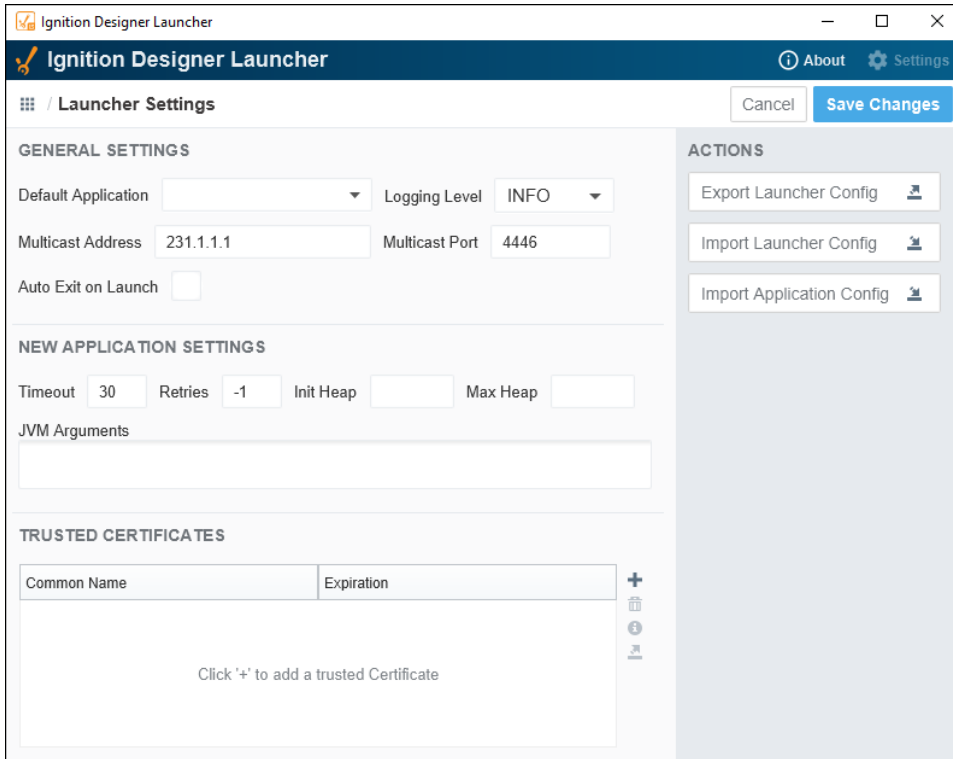 Ignition Designer Launcher
Ignition Designer Launcher
About
Settings
/ Launcher Settings
Cancel
Save Changes
GENERAL SETTINGS
Default Application
Logging Level
INFO
Multicast Address
231.1.1.1
Multicast Port
4446
Auto Exit on Launch
NEW APPLICATION SETTINGS
Timeout
30
Retries
-1
Init Heap
Max Heap
JVM Arguments
TRUSTED CERTIFICATES
Common Name
Expiration
Click '+' to add a trusted Certificate
ACTIONS
Export Launcher Config
Import Launcher Config
Import Application Config